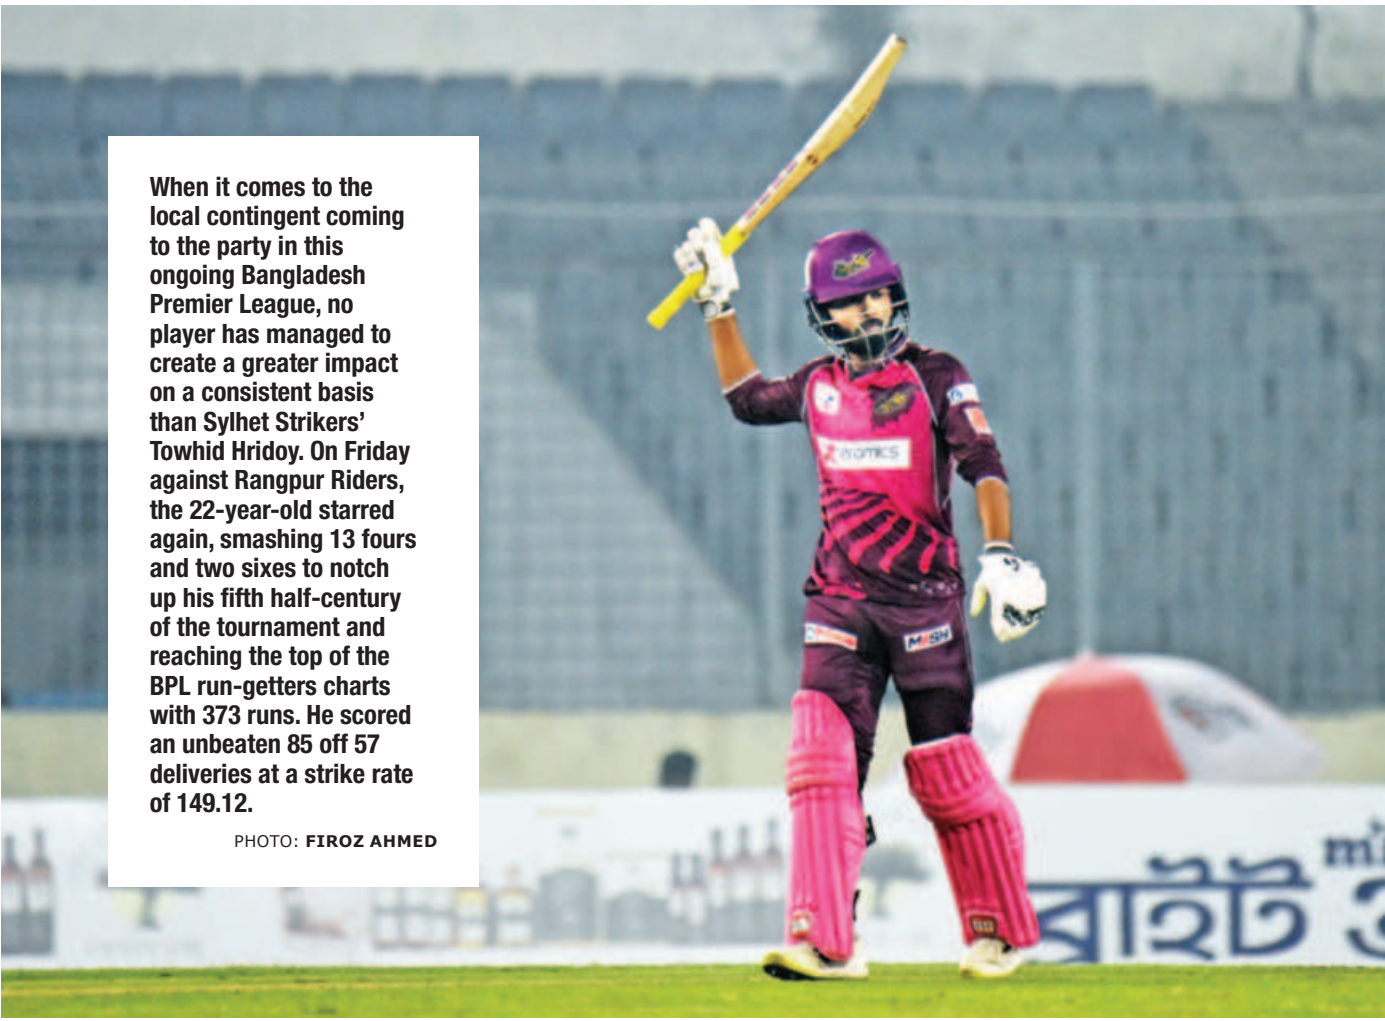 When it comes to the
local contingent coming
to the party in this
ongoing Bangladesh
Premier League, no
player has managed to
create a greater impact
on a consistent basis
than Sylhet Strikers’
Towhid Hridoy. On Friday
against Rangpur Riders,
the 22-year-old starred
again, smashing 13 fours
and two sixes to notch
up his fifth half-century
of the tournament and
reaching the top of the
BPL run-getters charts
with 373 runs. He scored
an unbeaten 85 off 57
deliveries at a strike rate
of 149.12.
PHOTO: FIROZ AHMED
ব্রাইট